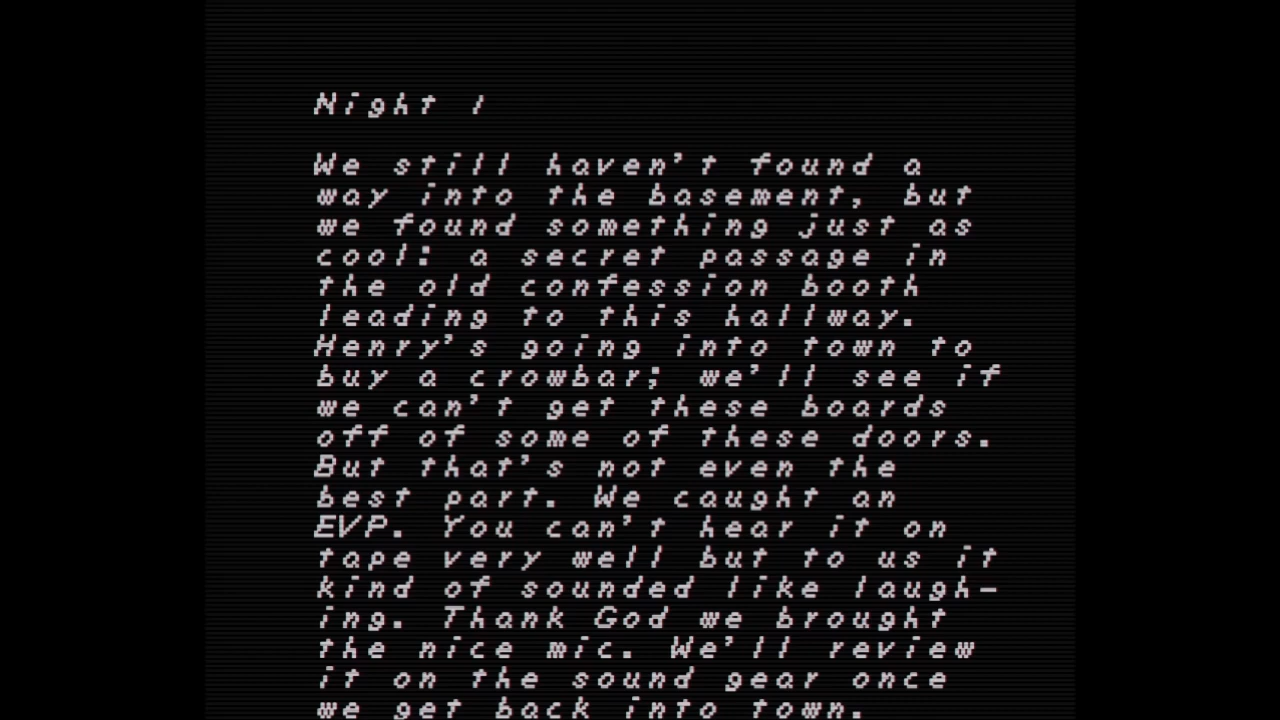 Night 1
We still haven't found a
way into the basement, but
we found something just as
cool: a secret passage in
the old confession booth
leading to this hallway.
Henry's going into town to
buy a crowbar; we'll see if
we can't get these boards
off of some of these doors.
But that's not even the
best part. We caught an
EVP. You can't hear it on
tape very well but to us it
kind of sounded like laugh-
ing. Thank God we brought
the nice mic. We'll review
it on the sound gear once
we get back into town.